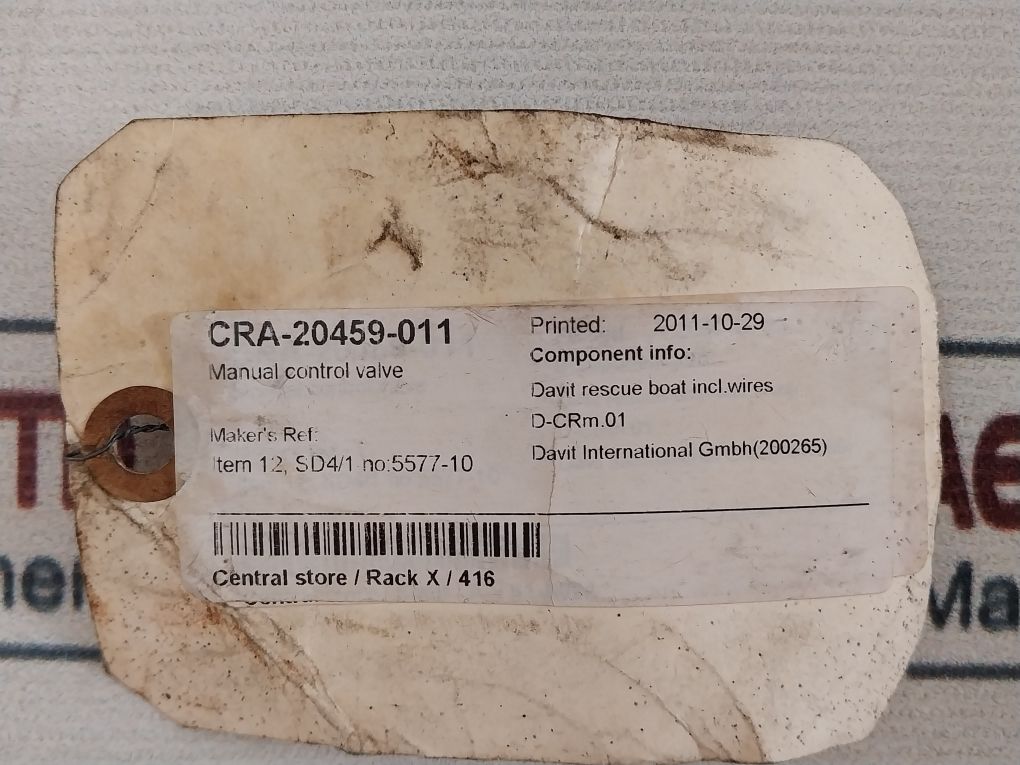 CRA-20459-011
Manual control valve
Maker's Ref:
Item 12, SD4/1 no:5577-10
Printed: 2011-10-29
Component info:
Davit rescue boat incl.wires
D-CRm.01
Davit International Gmbh(200265)
Central store / Rack X / 416